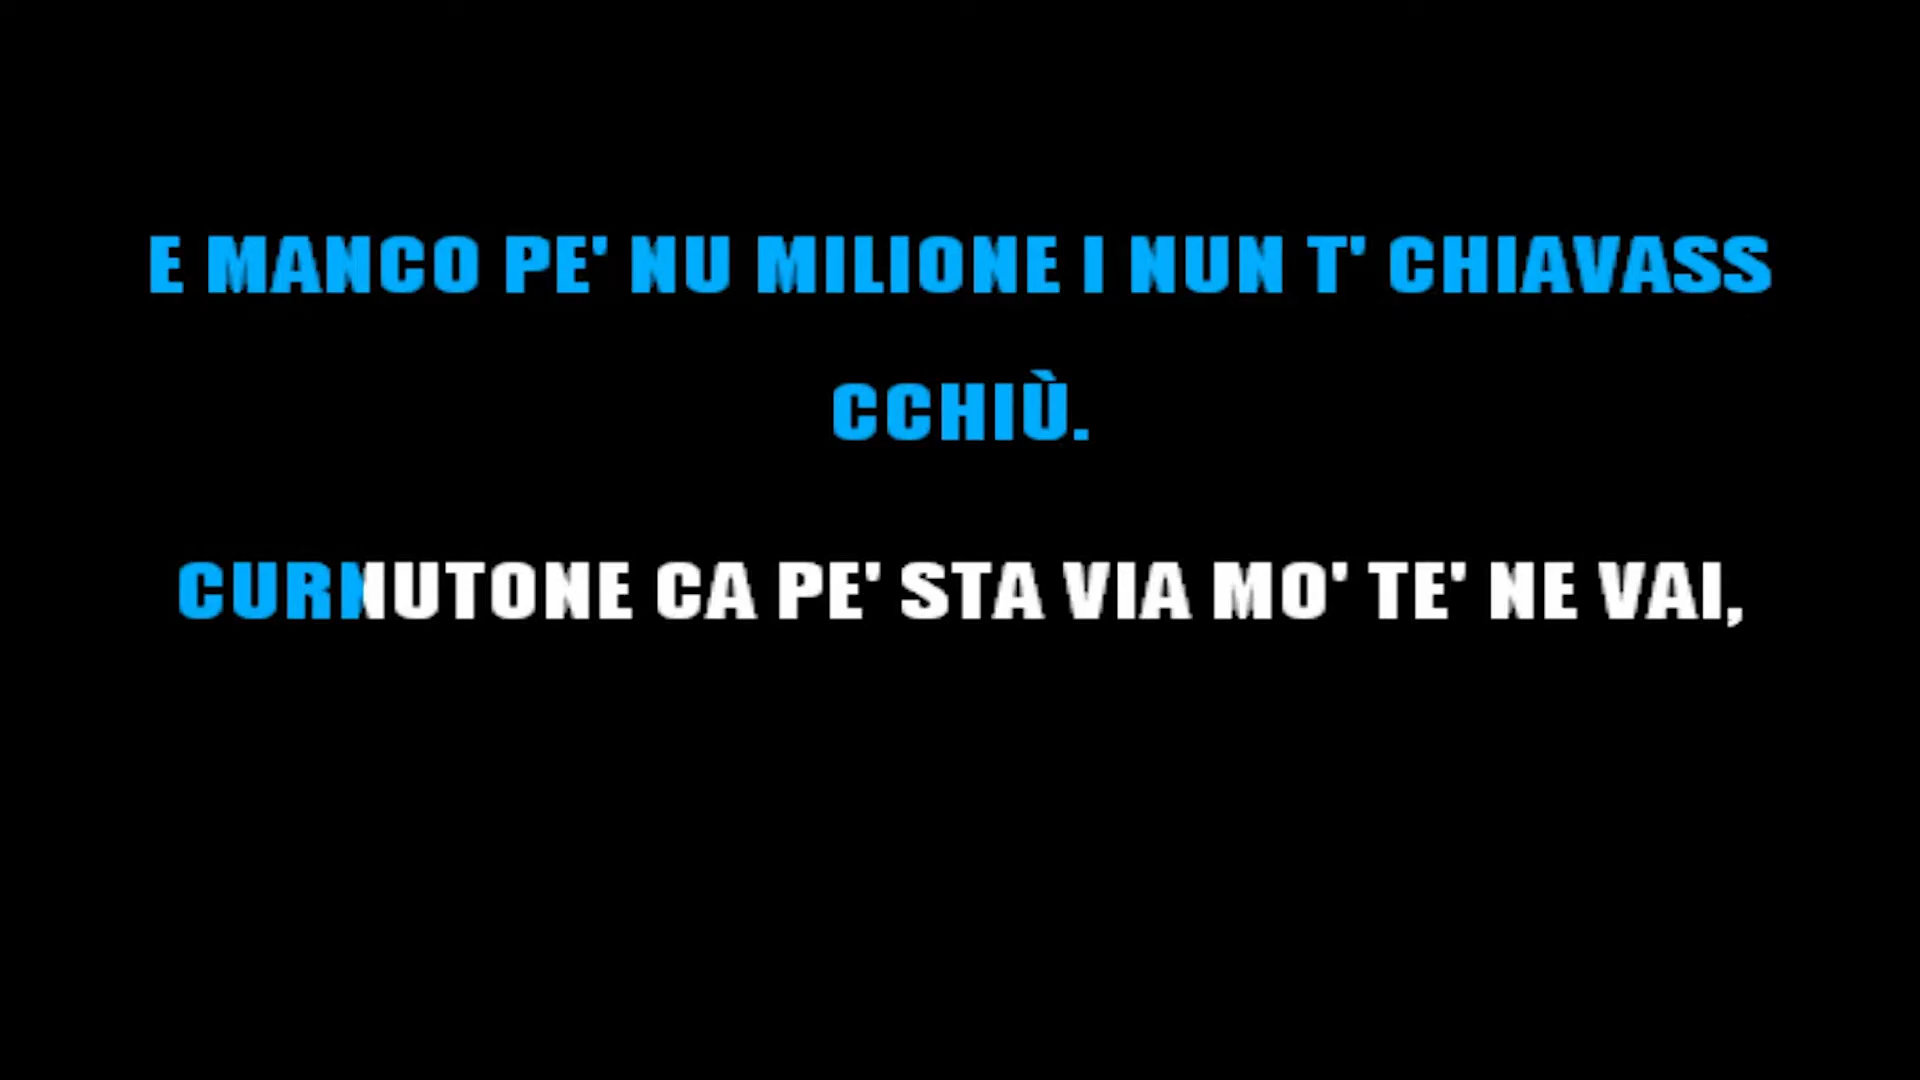 E MANCO PE' NU MILIONE I NUN T' CHIAVASS
CCHIÙ.
CURNUTONE CA PE' STA VIA MO' TE' NE VAI,